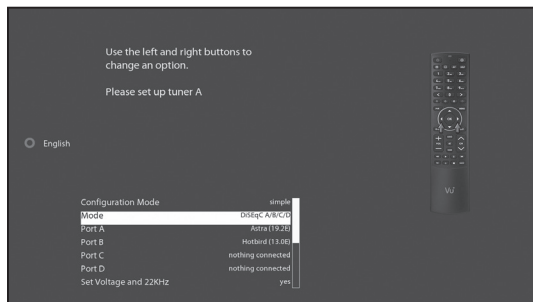 Use the left and right buttons to
change an option.
Please set up tuner A
English
Configuration Mode simple
Mode DiSEqC A/B/C/D
Port A Astra (19.2E)
Port B Hotbird (13.0E)
Port C nothing connected
Port D nothing connected
Set Voltage and 22KHz yes
OK